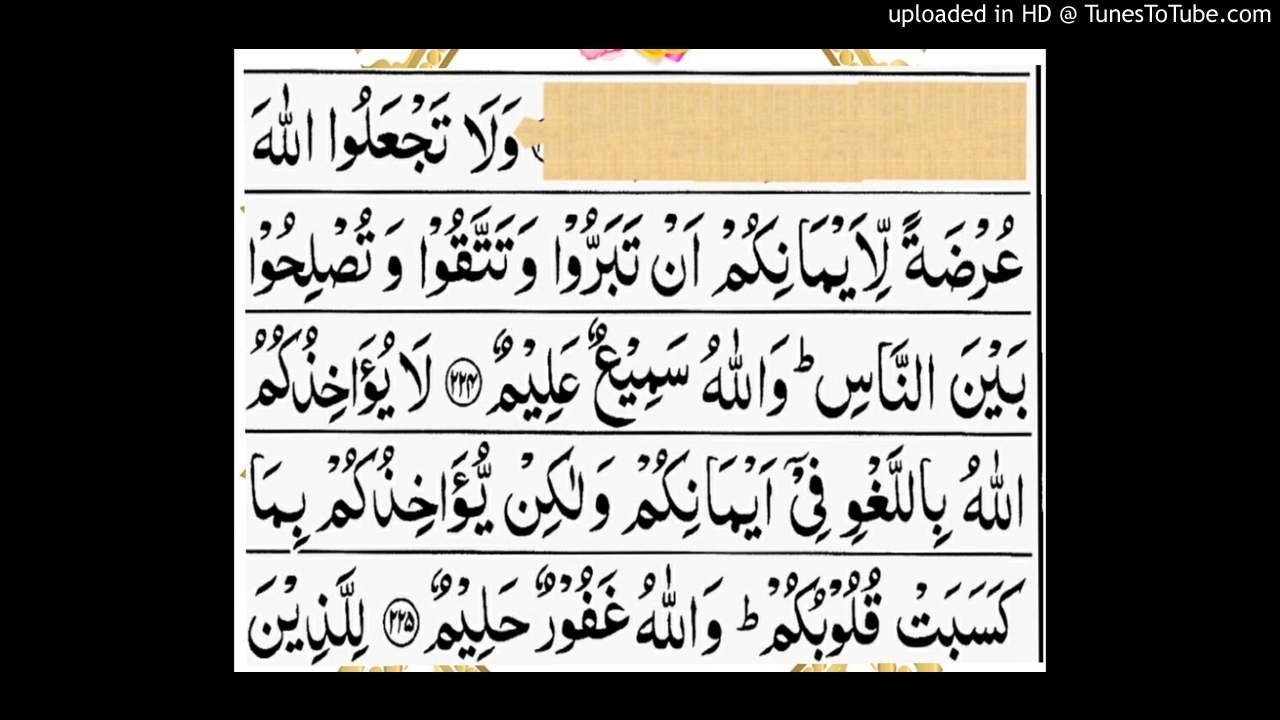 uploaded in HD @ TunesToTube.com
وَلَا تَجْعَلُوا اللّٰهَ
عُرْضَةً لِّاَيْمَانِكُمْ اَنْ تَبَرُّوْا وَتَتَّقُوْا وَ تُصْلِحُوْا
بَيْنَ النَّاسِ ؕ وَاللّٰهُ سَمِيْعٌ عَلِيْمٌ ۝۲۲۴ لَا يُؤَاخِذُكُمُ
اللّٰهُ بِاللَّغْوِ فِىْٓ اَيْمَانِكُمْ وَلٰكِنْ يُّؤَاخِذُكُمْ بِمَا
كَسَبَتْ قُلُوْبُكُمْ ؕ وَاللّٰهُ غَفُوْرٌ حَلِيْمٌ ۝۲۲۵ لِلَّذِيْنَ